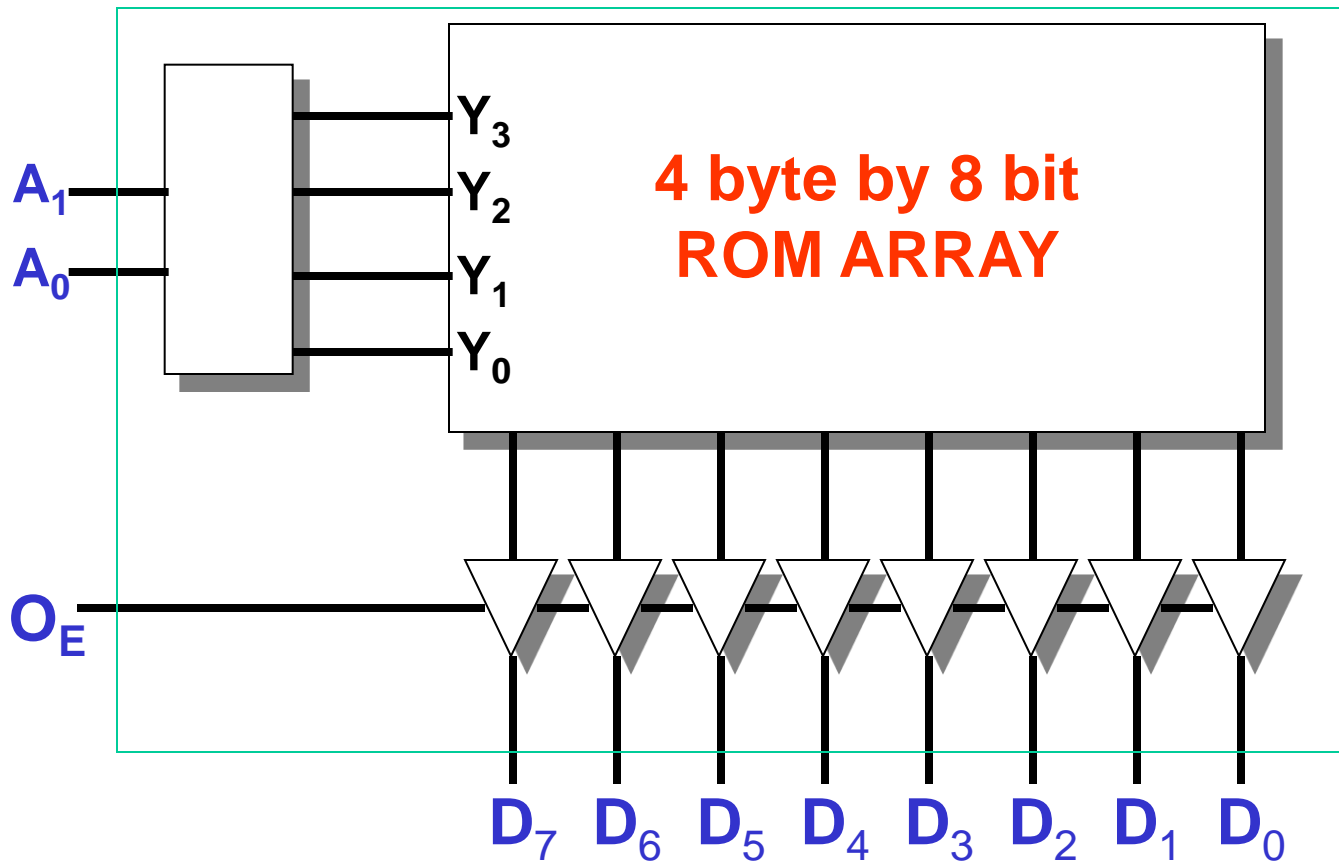 Y3
4 byte by 8 bit
A1
Y2
ROM ARRAY
A0
Y1
Y0
OE
D7 D6 D5 D4 D3 D2 D1 D0